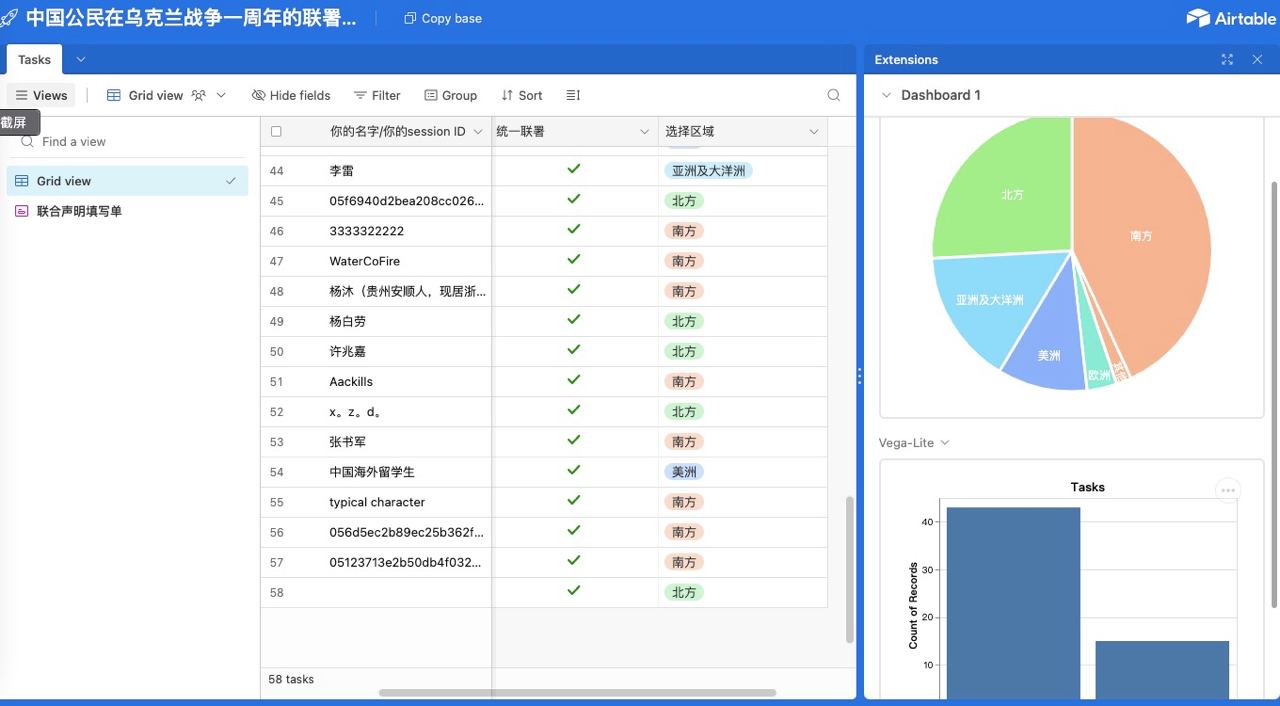 中国公民在乌克兰战争一周年的联署...
Copy base
Airtable
Tasks
Extensions
Views
Grid view
Hide fields
Filter
Group
Sort
Dashboard 1
截屏
Find a view
Grid view
联合声明填写单
你的名字/你的session ID 统一联署 选择区域
44 李雷 亚洲及大洋洲
45 05f6940d2bea208cc026... 北方
46 3333322222 南方
47 WaterCoFire 南方
48 杨沐（贵州安顺人，现居浙... 南方
49 杨白劳 北方
50 许兆嘉 北方
51 Aackills 南方
52 x。z。d。 北方
53 张书军 南方
54 中国海外留学生 美洲
55 typical character 南方
56 056d5ec2b89ec25b362f... 南方
57 05123713e2b50db4f032... 南方
58 北方
58 tasks
北方
南方
亚洲及大洋洲
美洲
欧洲
Vega-Lite
Tasks
40
30
20
10
Count of Records